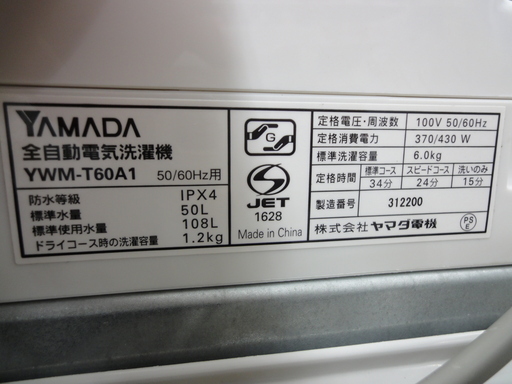 YAMADA
全自動電気洗濯機
YWM-T60A1 50/60Hz用
防水等級 IPX4
標準水量 50L
標準使用水量 108L
ドライコース時の洗濯容量 1.2kg
G
S
JET
1628
Made in China
定格電圧・周波数 100V 50/60Hz
定格消費電力 370/430 W
標準洗濯容量 6.0kg
定格時間 標準コース スピードコース 洗いのみ
34分 24分 15分
製造番号 312200
株式会社 ヤマダ電機 PSE